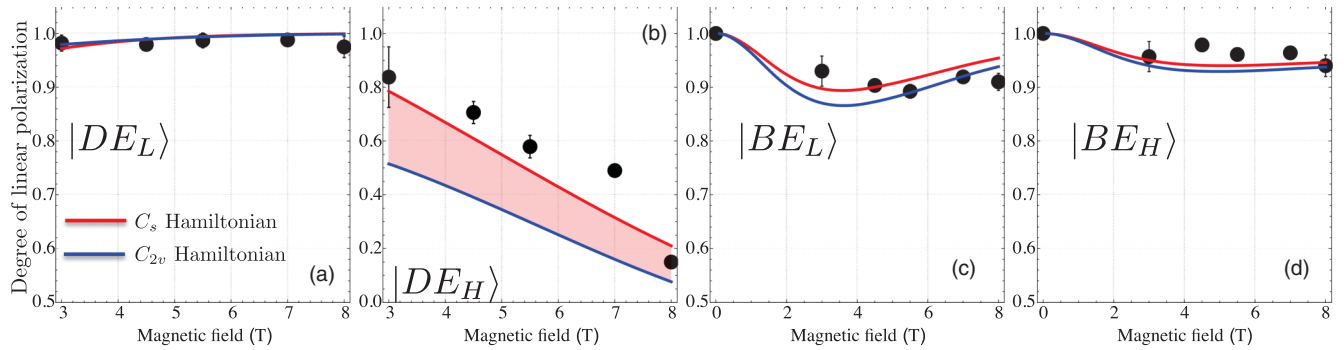 Degree of linear polarization
1.0
0.9
0.8
0.7
0.6
0.5
|DE_L⟩
C_s Hamiltonian
C_{2v} Hamiltonian
(a)
3 4 5 6 7 8
Magnetic field (T)
(b)
1.0
0.8
0.6
0.4
0.2
0.0
|DE_H⟩
3 4 5 6 7 8
Magnetic field (T)
1.0
0.9
0.8
0.7
0.6
0.5
|BE_L⟩
(c)
0 2 4 6 8
Magnetic field (T)
1.0
0.9
0.8
0.7
0.6
0.5
|BE_H⟩
(d)
0 2 4 6 8
Magnetic field (T)